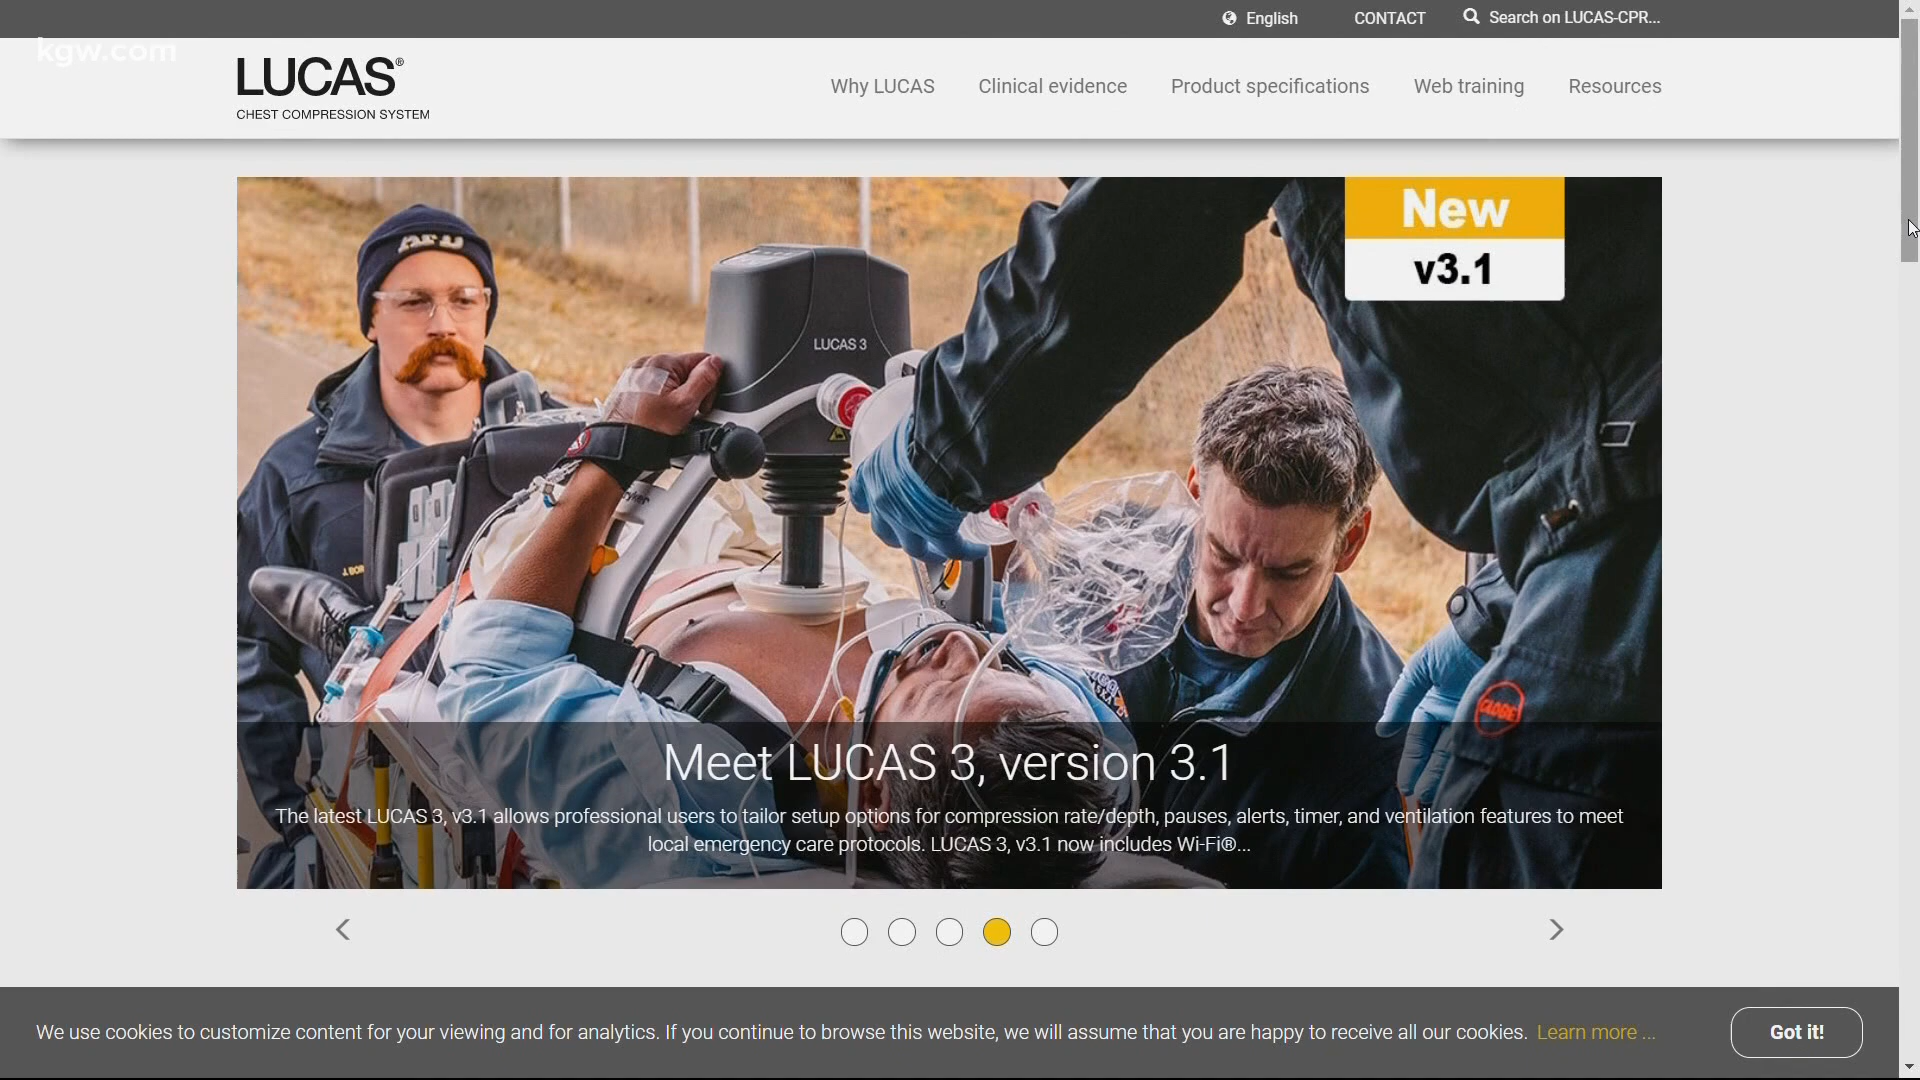 English
CONTACT
Search on LUCAS-CPR...
kgw.com
LUCAS®
CHEST COMPRESSION SYSTEM
Why LUCAS
Clinical evidence
Product specifications
Web training
Resources
New
v3.1
LUCAS 3
GLOBE
Meet LUCAS 3, version 3.1
The latest LUCAS 3, v3.1 allows professional users to tailor setup options for compression rate/depth, pauses, alerts, timer, and ventilation features to meet
local emergency care protocols. LUCAS 3, v3.1 now includes Wi-Fi®...
We use cookies to customize content for your viewing and for analytics. If you continue to browse this website, we will assume that you are happy to receive all our cookies. Learn more ...
Got it!